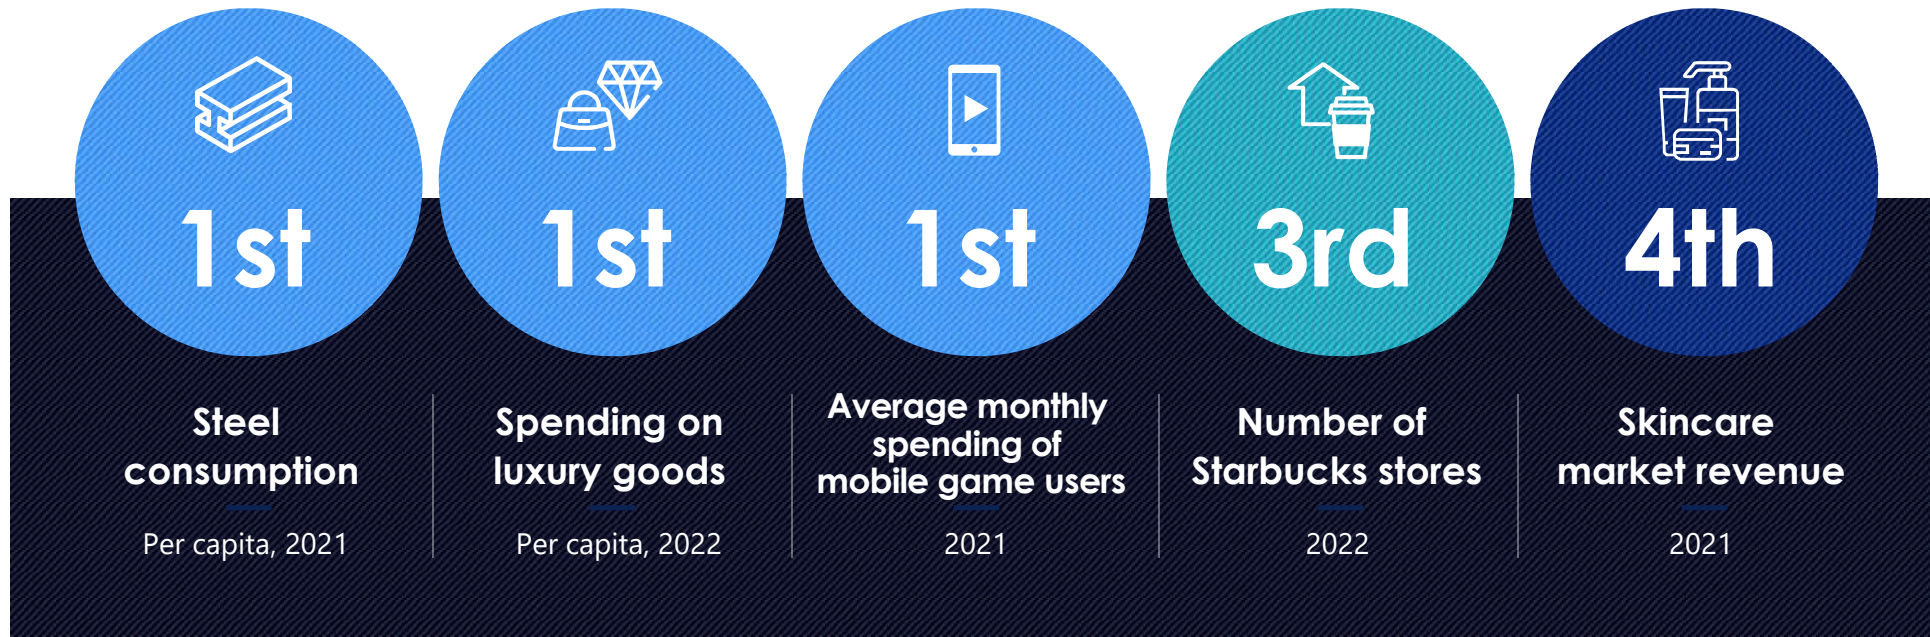 1st
Steel
consumption
Per capita, 2021
1st
Spending on
luxury goods
Per capita, 2022
1st
Average monthly
spending of
mobile game users
2021
3rd
Number of
Starbucks stores
2022
4th
Skincare
market revenue
2021